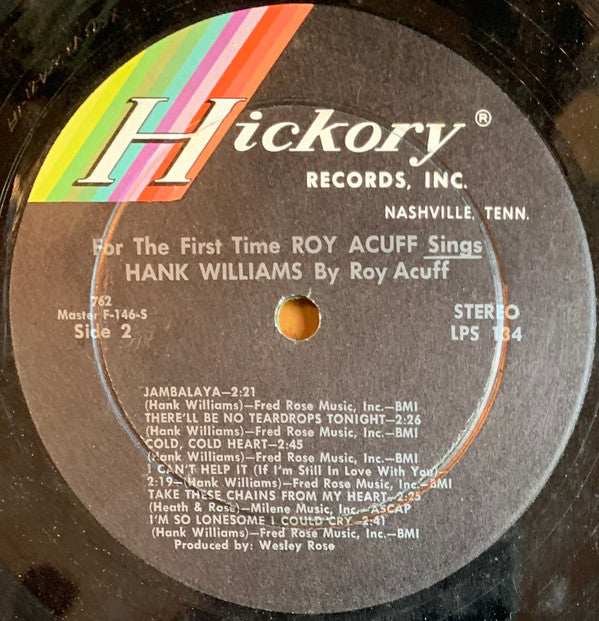 Hickory®
RECORDS, INC.
NASHVILLE, TENN.
For The First Time ROY ACUFF Sings
HANK WILLIAMS By Roy Acuff
762
Master F-146-S
Side 2
STEREO
LPS 134
JAMBALAYA—2:21
(Hank Williams)—Fred Rose Music, Inc.—BMI
THERE'LL BE NO TEARDROPS TONIGHT—2:26
(Hank Williams)—Fred Rose Music, Inc.—BMI
COLD, COLD HEART—2:45
(Hank Williams)—Fred Rose Music, Inc.—BMI
I CAN'T HELP IT (If I'm Still In Love With You)—
2:19—(Hank Williams)—Fred Rose Music, Inc.—BMI
TAKE THESE CHAINS FROM MY HEART—2:25
(Heath & Rose)—Milene Music, Inc.—ASCAP
I'M SO LONESOME I COULD CRY—2:41
(Hank Williams)—Fred Rose Music, Inc.—BMI
Produced by: Wesley Rose